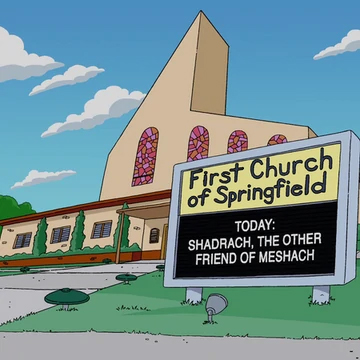 First Church
of Springfield
TODAY:
SHADRACH, THE OTHER
FRIEND OF MESHACH